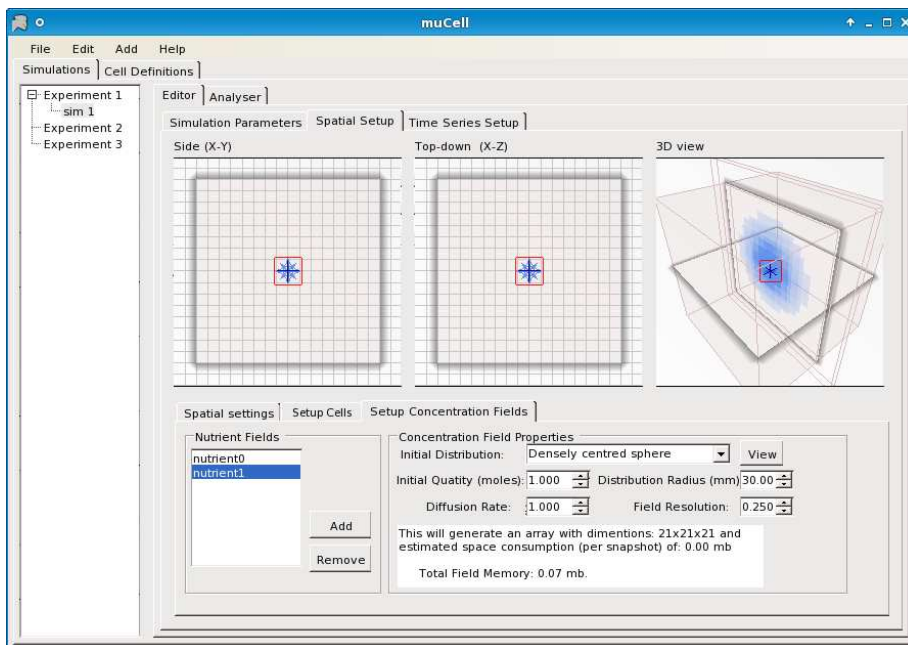 muCell
File Edit Add Help
Simulations Cell Definitions
Experiment 1
sim 1
Experiment 2
Experiment 3
Editor Analyser
Simulation Parameters Spatial Setup Time Series Setup
Side (X-Y) Top-down (X-Z) 3D view
Spatial settings Setup Cells Setup Concentration Fields
Nutrient Fields
nutrient0
nutrient1
Add
Remove
Concentration Field Properties
Initial Distribution: Densely centred sphere View
Initial Quatity (moles): 1.000 Distribution Radius (mm) 30.00
Diffusion Rate: 1.000 Field Resolution: 0.250
This will generate an array with dimentions: 21x21x21 and
estimated space consumption (per snapshot) of: 0.00 mb
Total Field Memory: 0.07 mb.